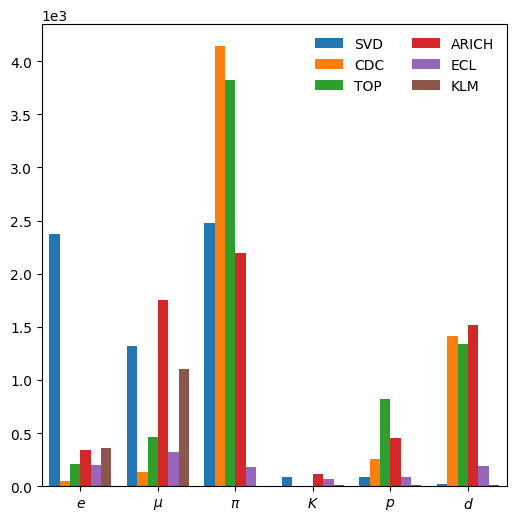 1e3
4.0
3.5
3.0
2.5
2.0
1.5
1.0
0.5
0.0
SVD
CDC
TOP
ARICH
ECL
KLM
e μ π K p d